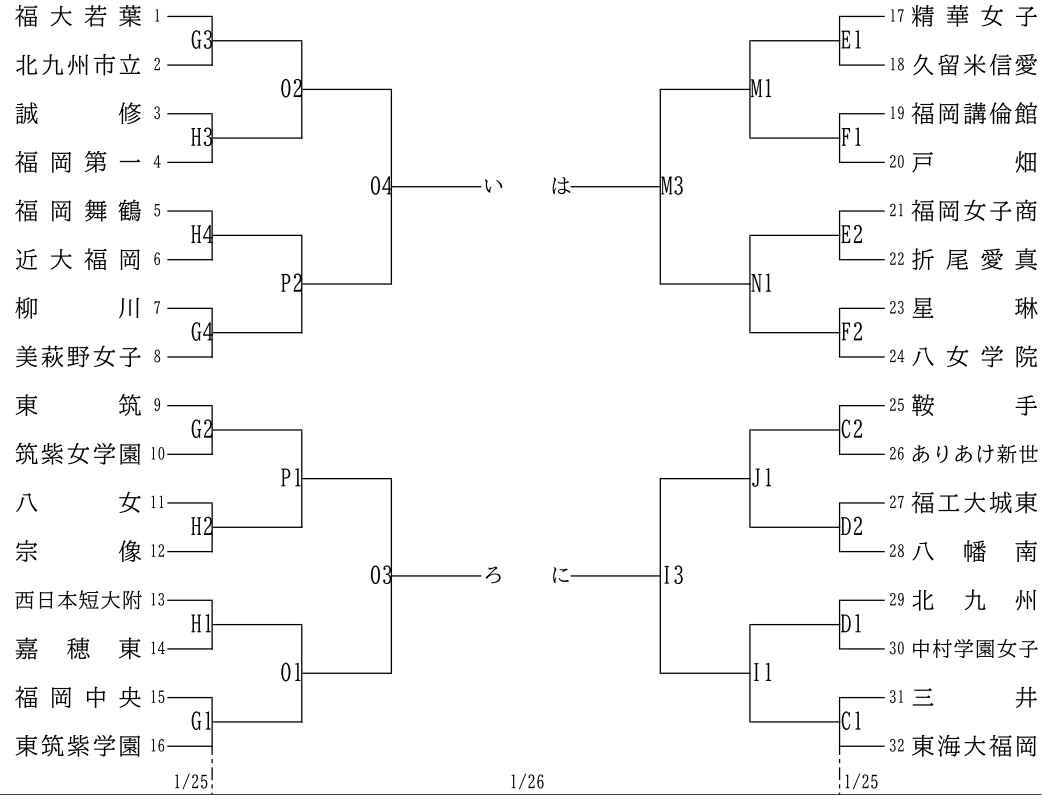 福大若葉 1
G3
北九州市立 2
O2
誠修 3
H3
福岡第一 4
O4
い
福岡舞鶴 5
H4
近大福岡 6
P2
柳川 7
G4
美萩野女子 8
東筑 9
G2
筑紫女学園 10
P1
八女 11
H2
宗像 12
O3
ろ
西日本短大附 13
H1
嘉穂東 14
O1
福岡中央 15
G1
東筑紫学園 16
1/25
1/26
17 精華女子
E1
18 久留米信愛
M1
19 福岡講倫館
F1
20 戸畑
は
M3
21 福岡女子商
E2
22 折尾愛真
N1
23 星琳
F2
24 八女学院
25 鞍手
C2
26 ありあけ新世
J1
27 福工大城東
D2
28 八幡南
に
I3
29 北九州
D1
30 中村学園女子
I1
31 三井
C1
32 東海大福岡
1/25